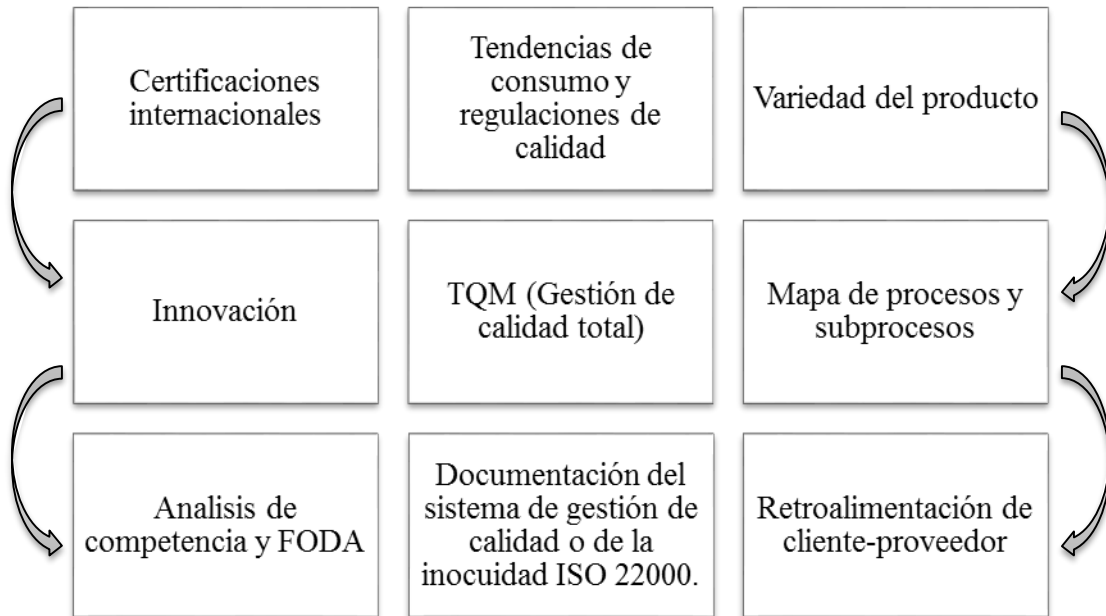 Certificaciones
internacionales
Tendencias de
consumo y
regulaciones de
calidad
Variedad del producto
Innovación
TQM (Gestión de
calidad total)
Mapa de procesos y
subprocesos
Analisis de
competencia y FODA
Documentación del
sistema de gestión de
calidad o de la
inocuidad ISO 22000.
Retroalimentación de
cliente-proveedor